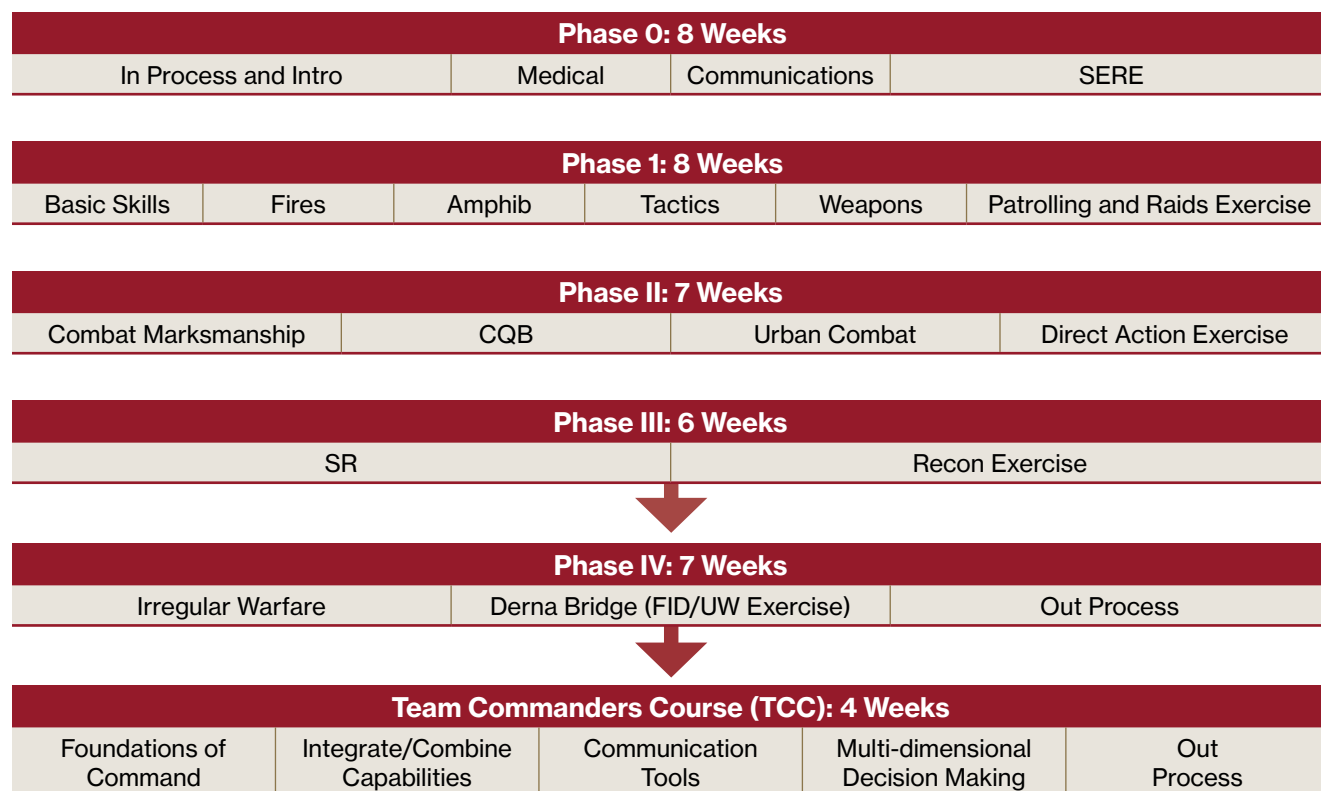 Phase 0: 8 Weeks
In Process and Intro Medical Communications SERE
Phase 1: 8 Weeks
Basic Skills Fires Amphib Tactics Weapons Patrolling and Raids Exercise
Phase II: 7 Weeks
Combat Marksmanship CQB Urban Combat Direct Action Exercise
Phase III: 6 Weeks
SR Recon Exercise
Phase IV: 7 Weeks
Irregular Warfare Derna Bridge (FID/UW Exercise) Out Process
Team Commanders Course (TCC): 4 Weeks
Foundations of
Command
Integrate/Combine
Capabilities
Communication
Tools
Multi-dimensional
Decision Making
Out
Process